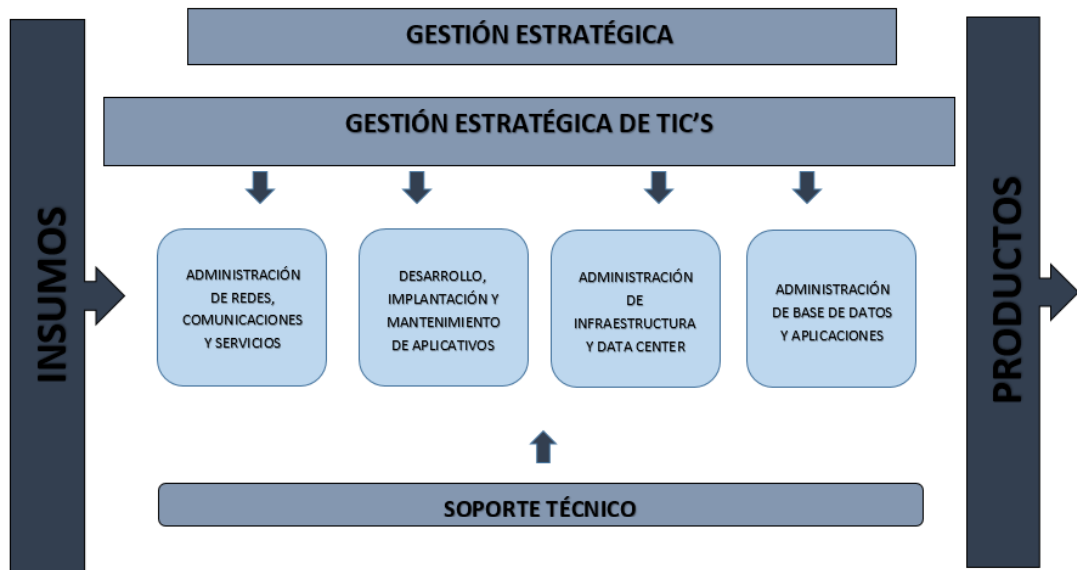 GESTIÓN ESTRATÉGICA
GESTIÓN ESTRATÉGICA DE TIC'S
INSUMOS
ADMINISTRACIÓN
DE REDES,
COMUNICACIONES
Y SERVICIOS
DESARROLLO,
IMPLANTACIÓN Y
MANTENIMIENTO
DE APLICATIVOS
ADMINISTRACIÓN
DE
INFRAESTRUCTURA
Y DATA CENTER
ADMINISTRACIÓN
DE BASE DE DATOS
Y APLICACIONES
PRODUCTOS
SOPORTE TÉCNICO